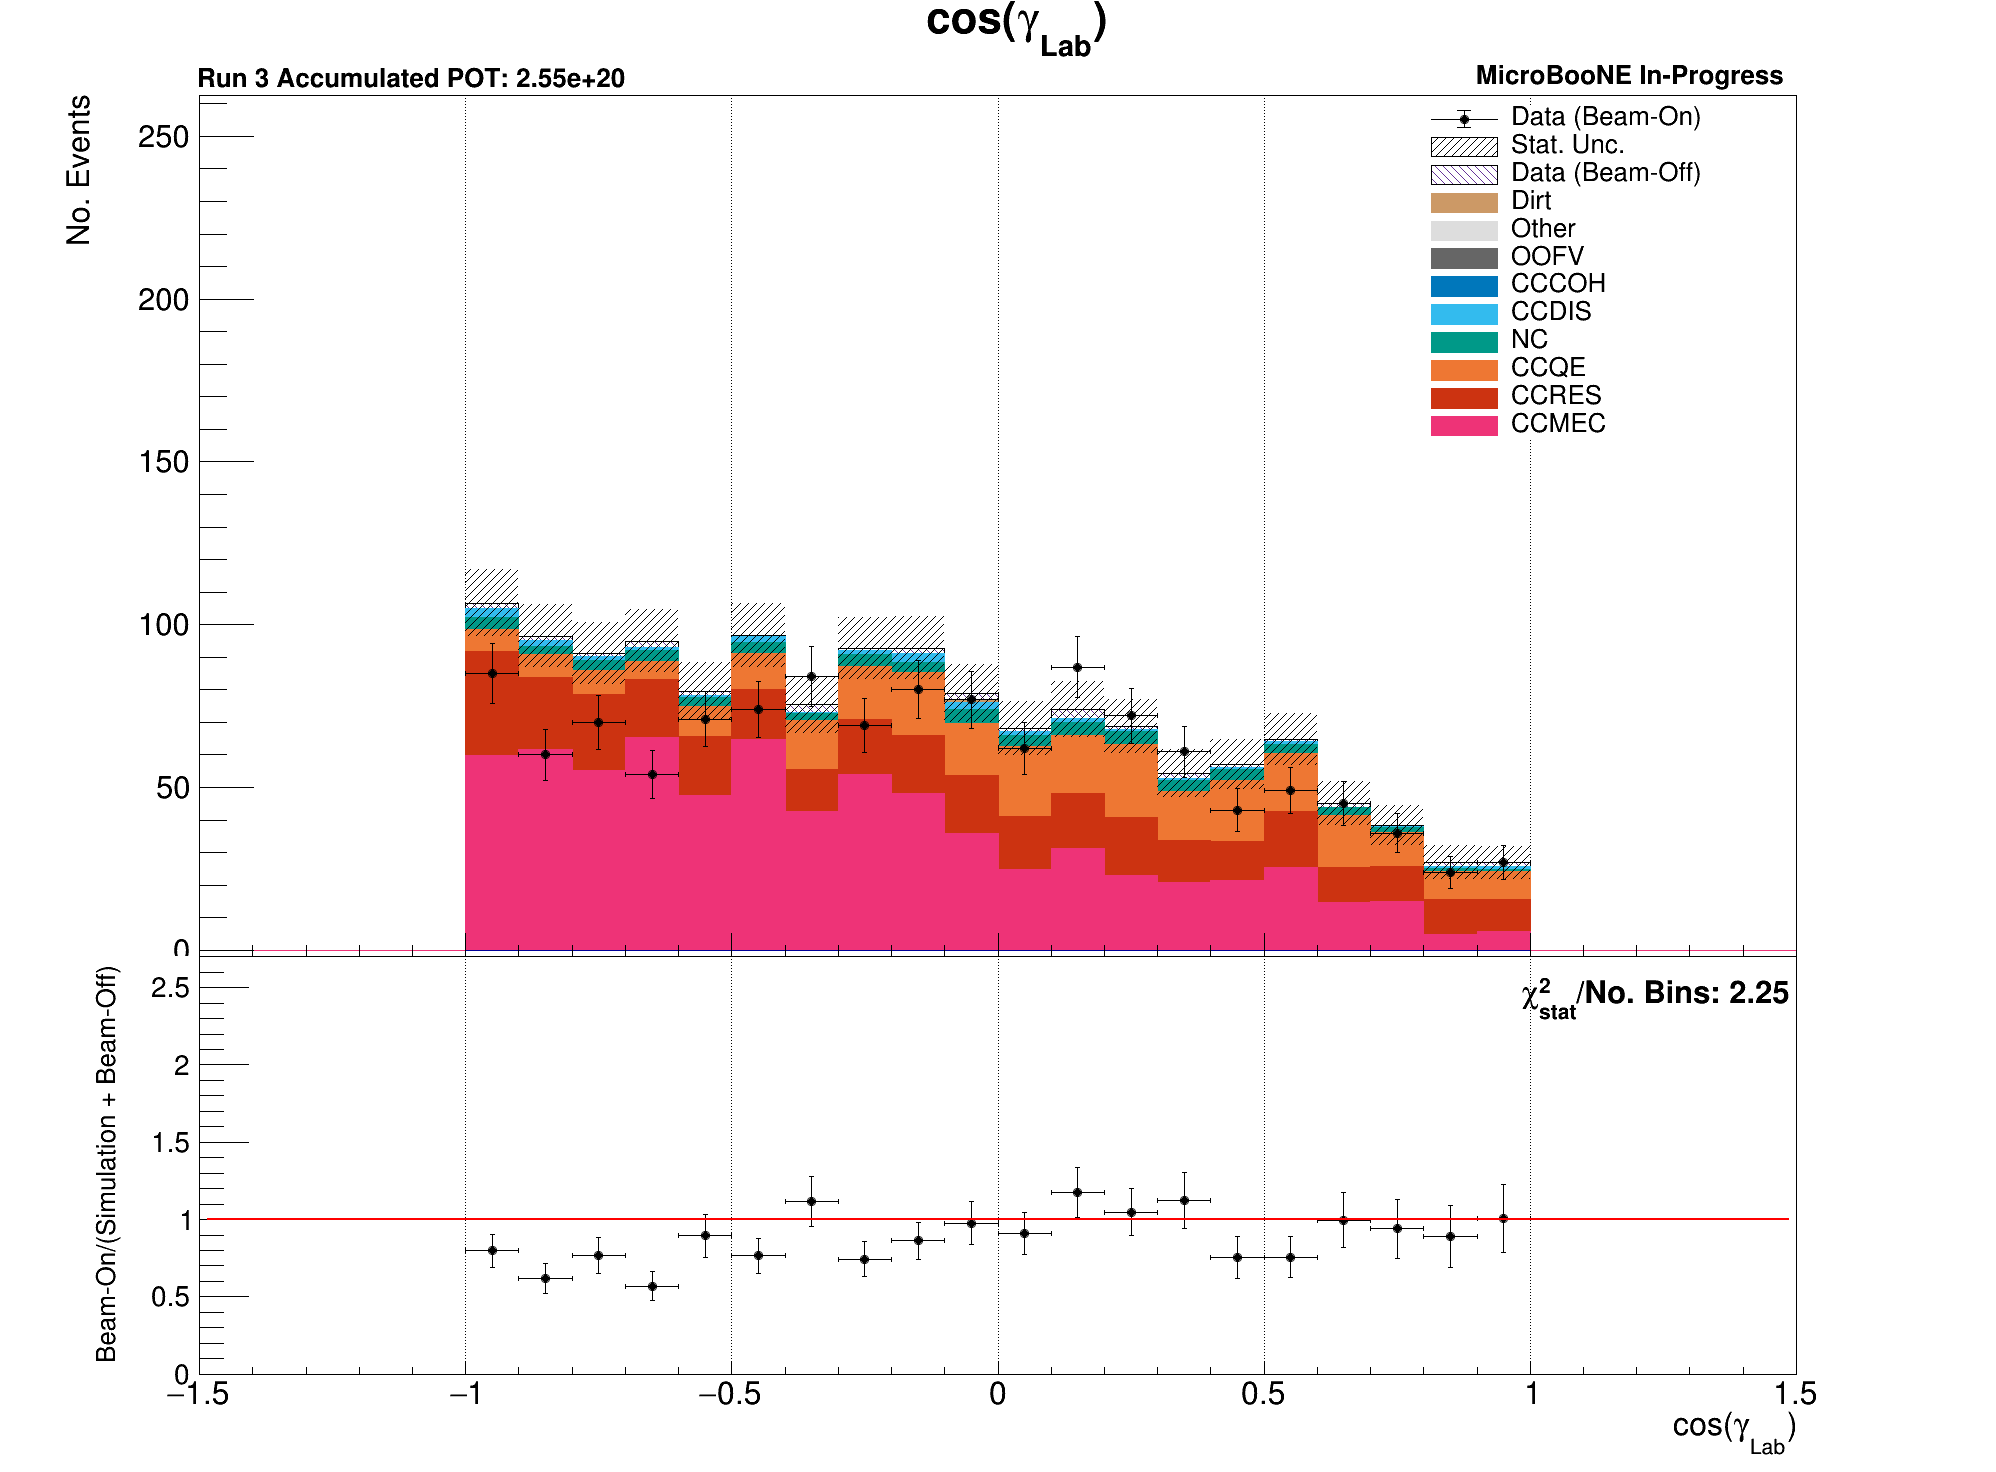 cos(γ_Lab)
Run 3 Accumulated POT: 2.55e+20
MicroBooNE In-Progress
No. Events
250
200
150
100
50
0
Data (Beam-On)
Stat. Unc.
Data (Beam-Off)
Dirt
Other
OOFV
CCCOH
CCDIS
NC
CCQE
CCRES
CCMEC
Beam-On/(Simulation + Beam-Off)
2.5
2
1.5
1
0.5
0
χ²_stat/No. Bins: 2.25
−1.5 −1 −0.5 0 0.5 1 1.5
cos(γ_Lab)